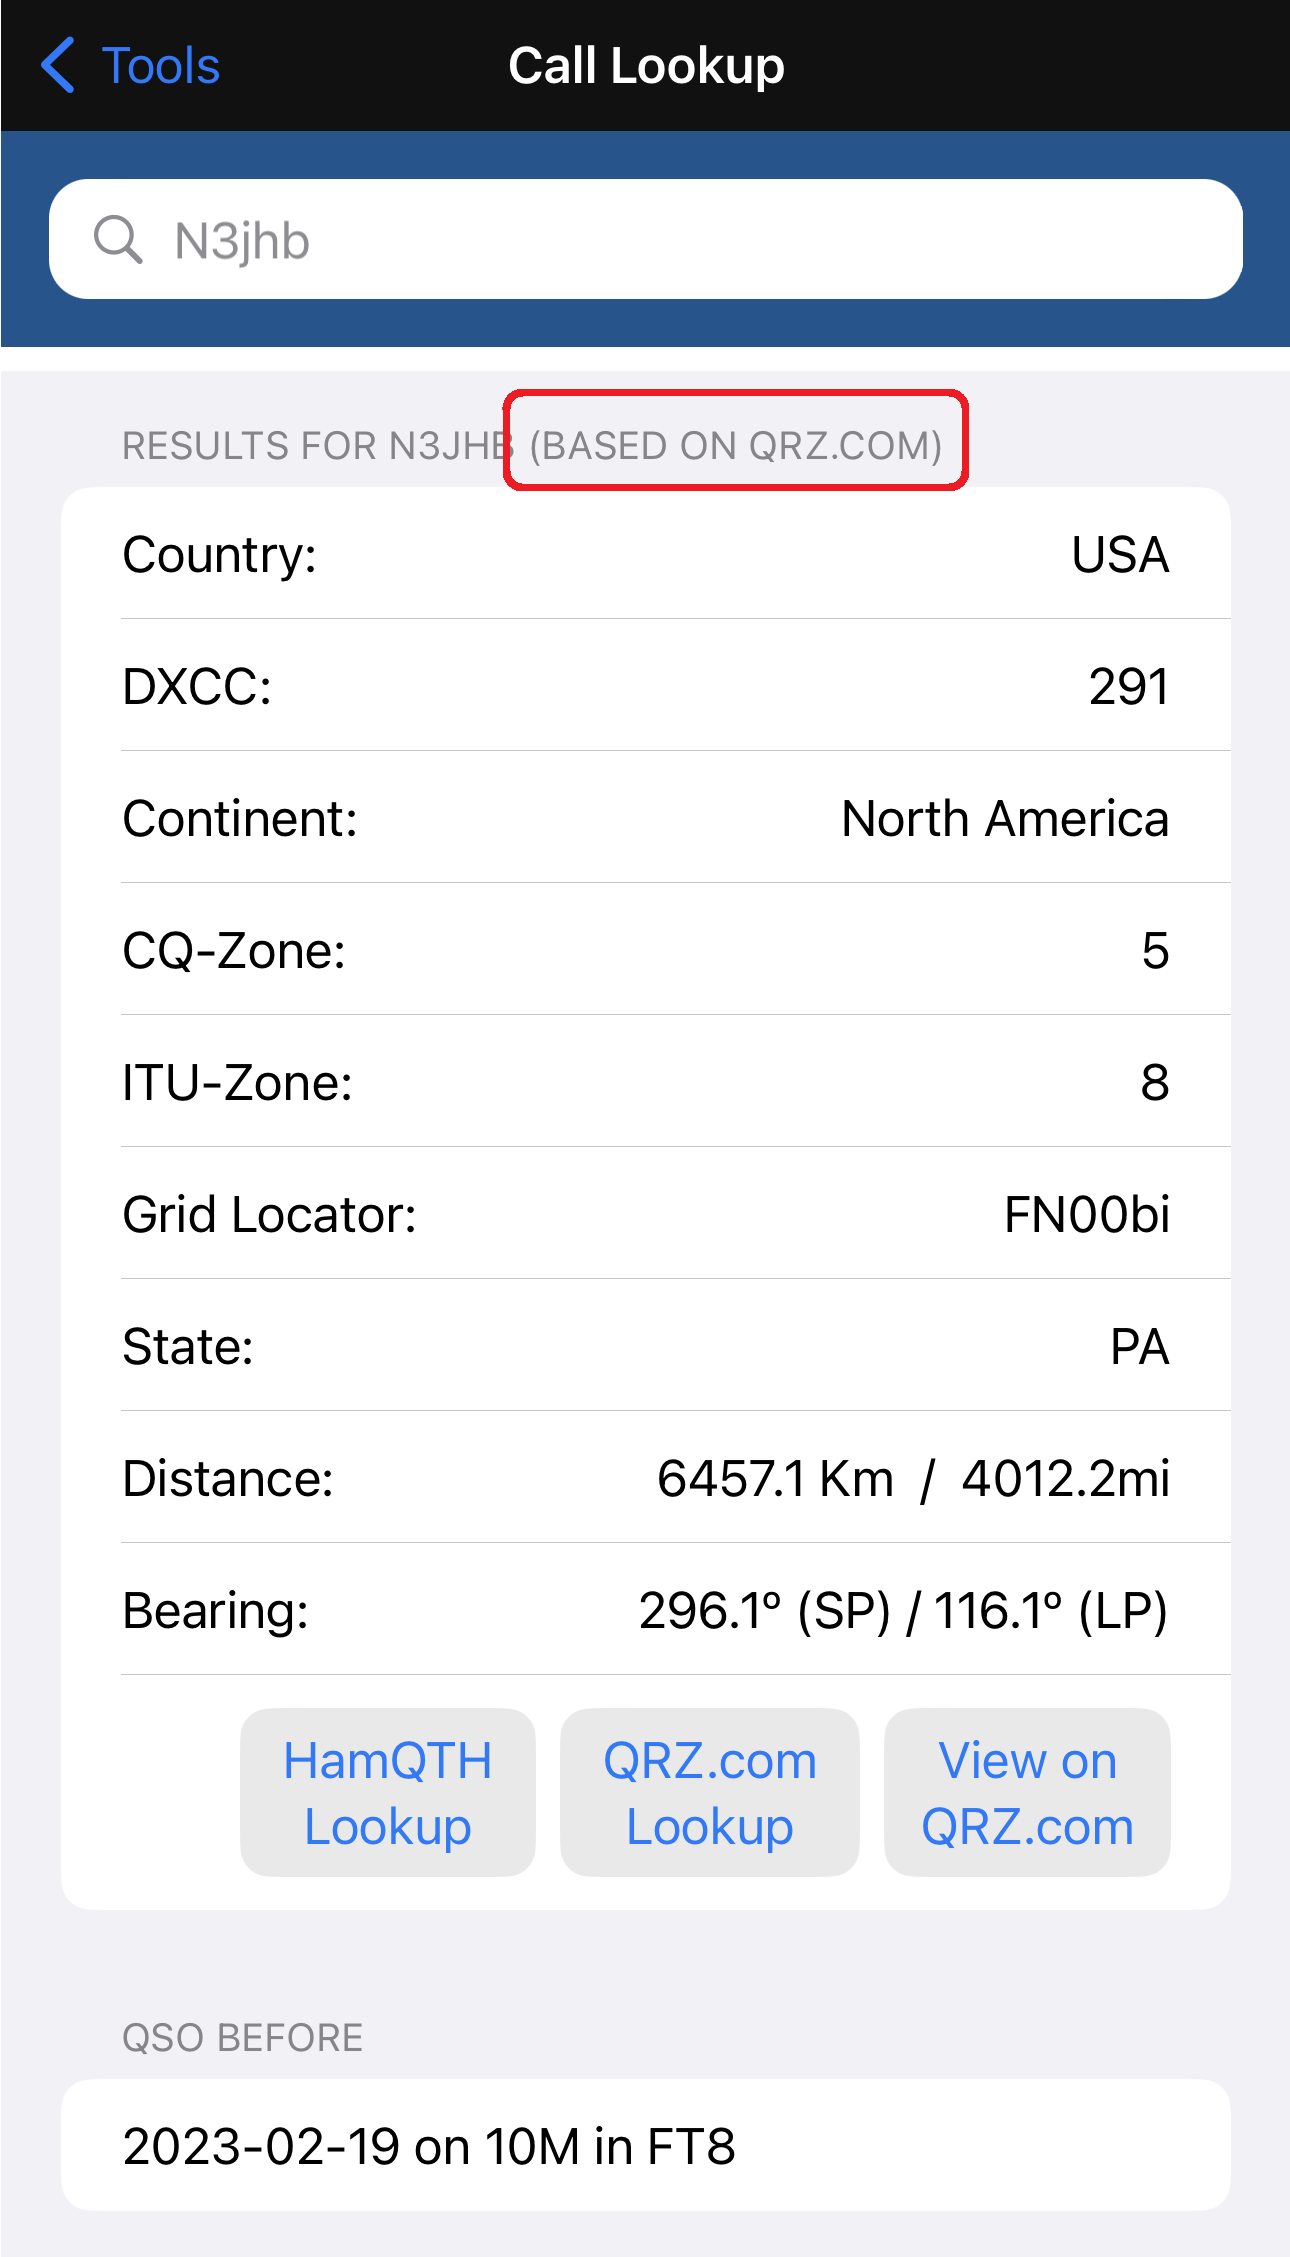 Tools Call Lookup
N3jhb
RESULTS FOR N3JHB (BASED ON QRZ.COM)
Country: USA
DXCC: 291
Continent: North America
CQ-Zone: 5
ITU-Zone: 8
Grid Locator: FN00bi
State: PA
Distance: 6457.1 Km / 4012.2mi
Bearing: 296.1º (SP) / 116.1º (LP)
HamQTH QRZ.com View on
Lookup Lookup QRZ.com
QSO BEFORE
2023-02-19 on 10M in FT8